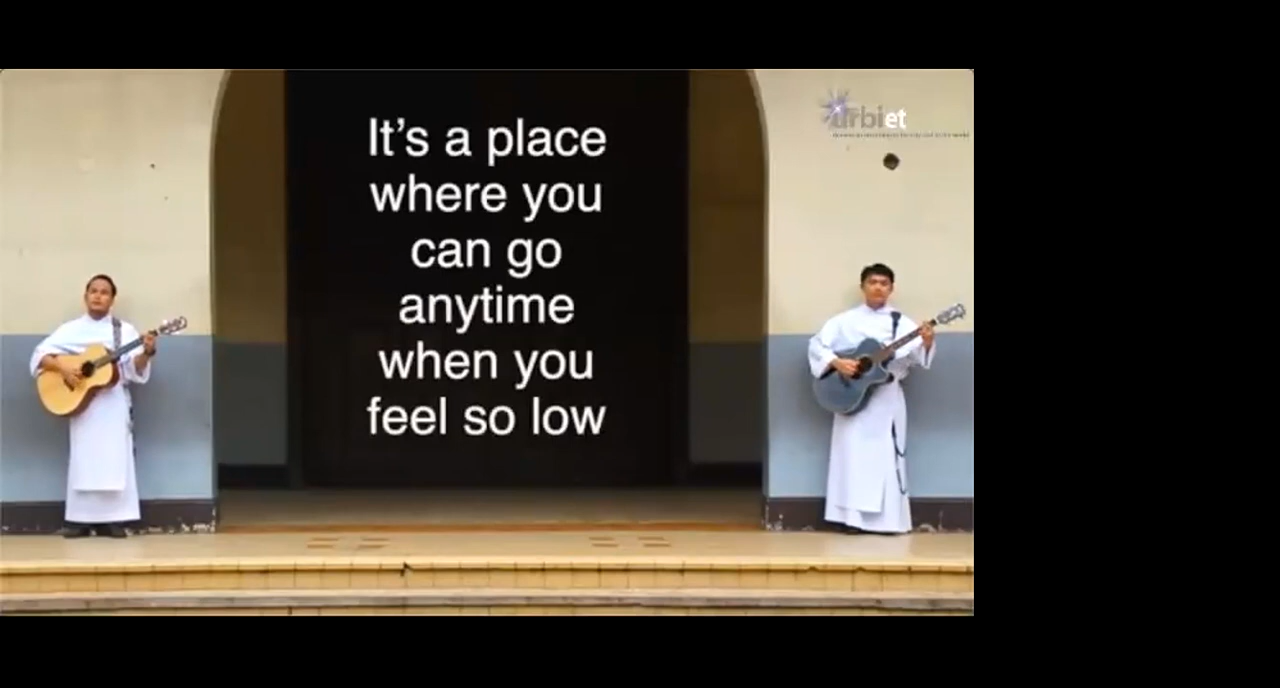 It’s a place
where you
can go
anytime
when you
feel so low
urbiet